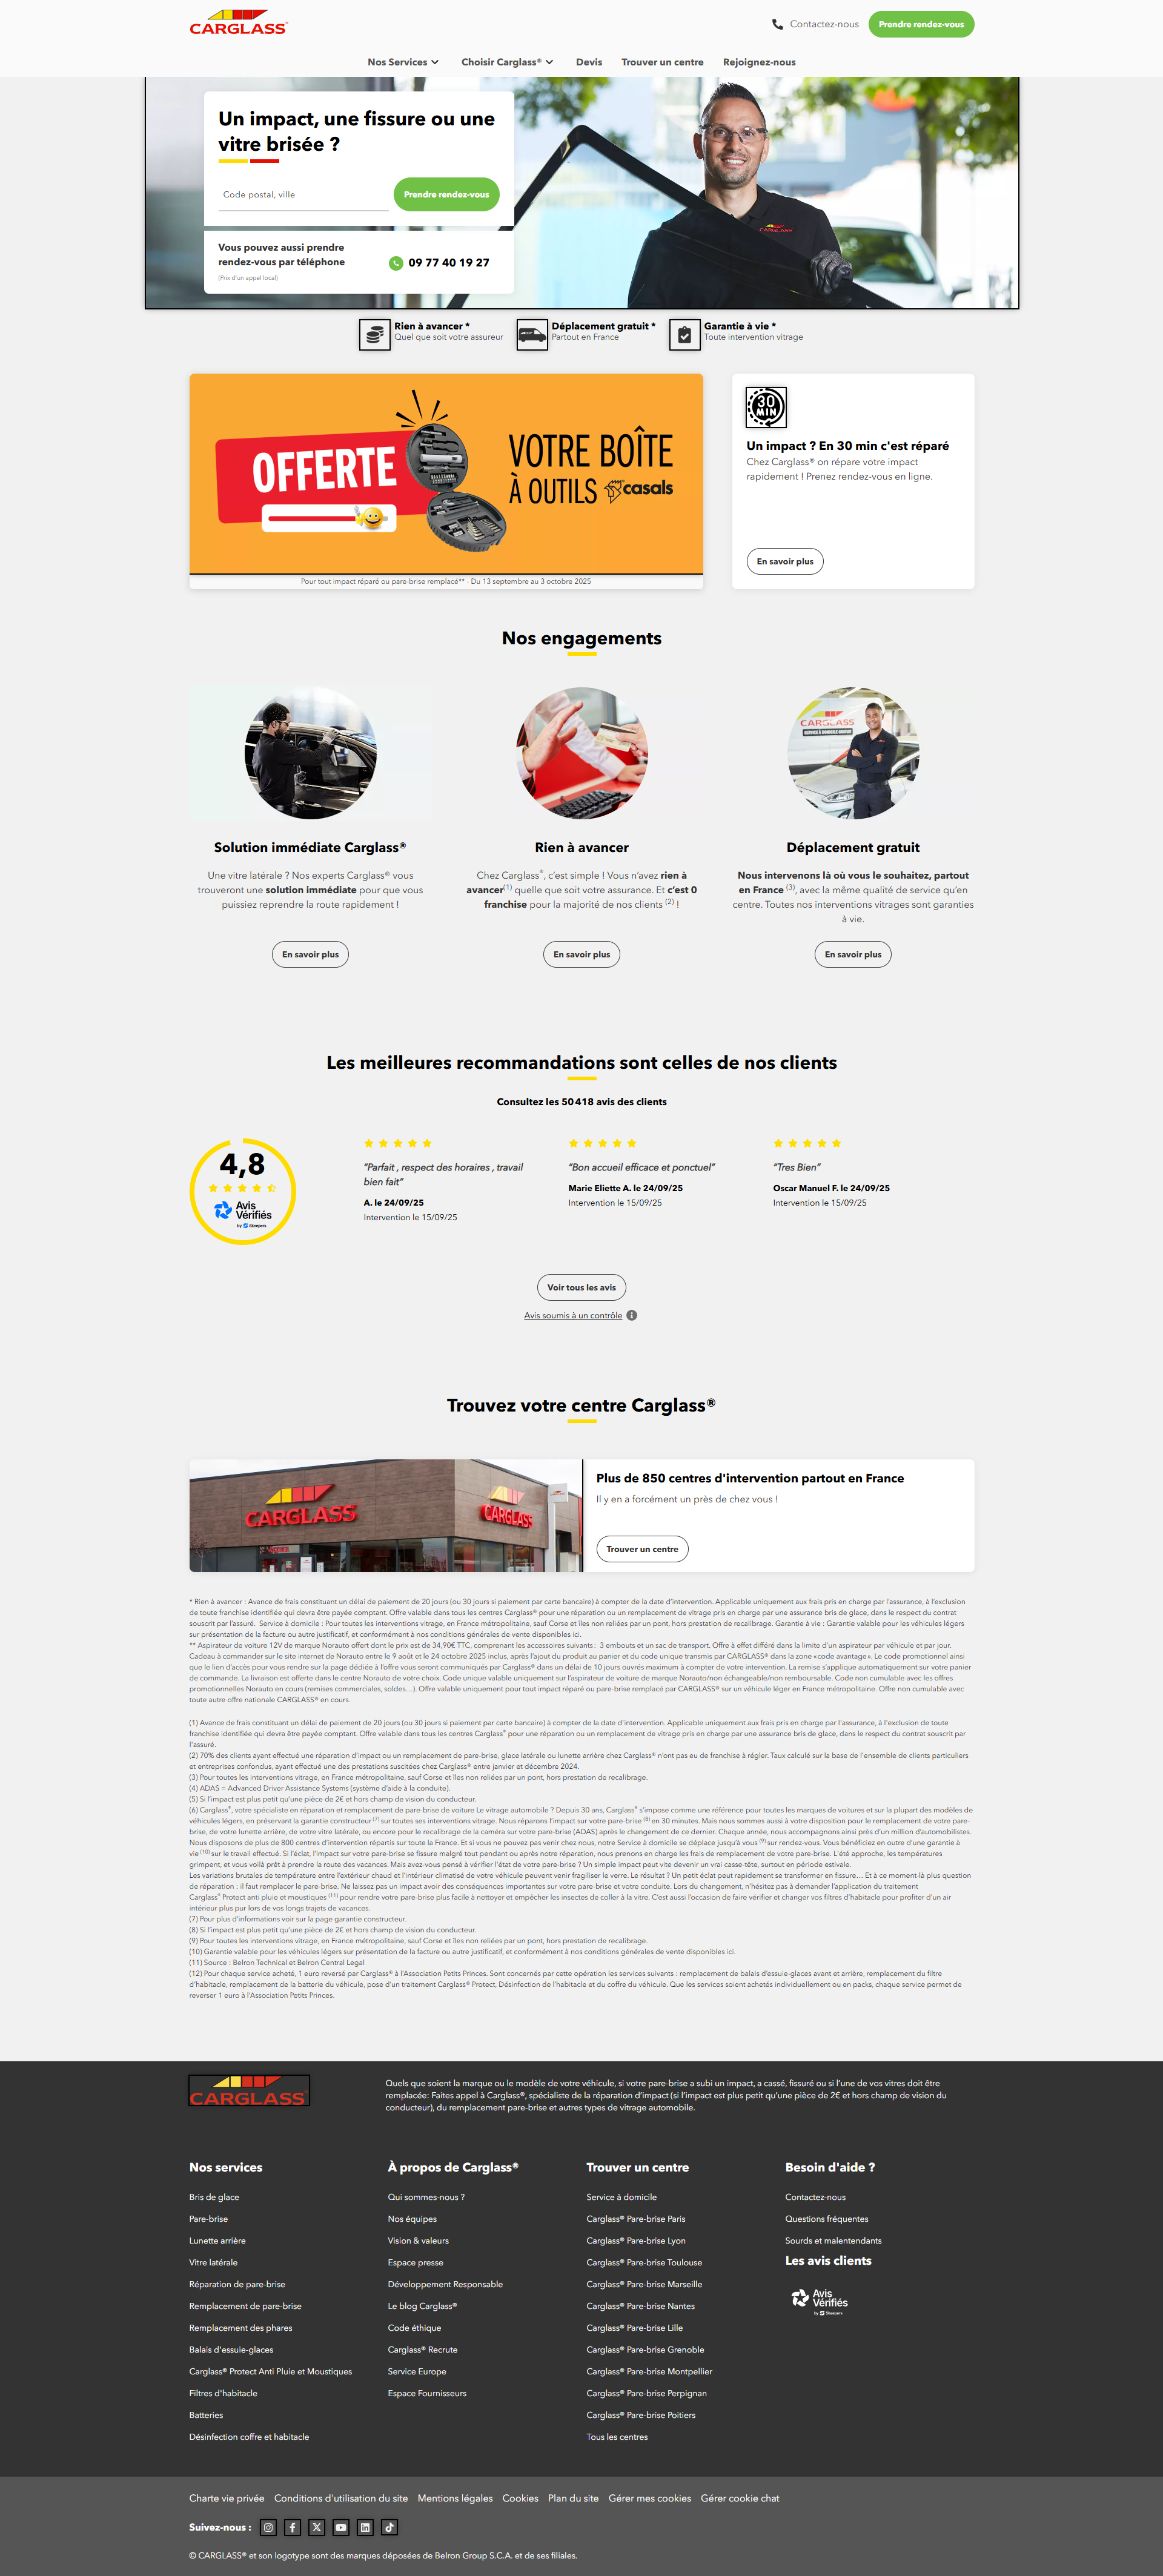 CARGLASS®
Contactez-nous
Prendre rendez-vous
Nos Services
Choisir Carglass®
Devis
Trouver un centre
Rejoignez-nous
Un impact, une fissure ou une
vitre brisée ?
Code postal, ville
Prendre rendez-vous
Vous pouvez aussi prendre
rendez-vous par téléphone
(Prix d'un appel local)
09 77 40 19 27
CARGLASS
Rien à avancer *
Quel que soit votre assureur
Déplacement gratuit *
Partout en France
Garantie à vie *
Toute intervention vitrage
OFFERTE
VOTRE BOÎTE
À OUTILS casals
Pour tout impact réparé ou pare-brise remplacé** - Du 13 septembre au 3 octobre 2025
30
MIN
Un impact ? En 30 min c'est réparé
Chez Carglass® on répare votre impact
rapidement ! Prenez rendez-vous en ligne.
En savoir plus
Nos engagements
CARGLASS
SERVICE À DOMICILE GRATUIT
Solution immédiate Carglass®
Une vitre latérale ? Nos experts Carglass® vous
trouveront une solution immédiate pour que vous
puissiez reprendre la route rapidement !
En savoir plus
Rien à avancer
Chez Carglass®, c'est simple ! Vous n'avez rien à
avancer(1) quelle que soit votre assurance. Et c'est 0
franchise pour la majorité de nos clients (2) !
En savoir plus
Déplacement gratuit
Nous intervenons là où vous le souhaitez, partout
en France (3), avec la même qualité de service qu'en
centre. Toutes nos interventions vitrages sont garanties
à vie.
En savoir plus
Les meilleures recommandations sont celles de nos clients
Consultez les 50 418 avis des clients
4,8
Avis
Vérifiés
by Skeepers
"Parfait , respect des horaires , travail
bien fait"
A. le 24/09/25
Intervention le 15/09/25
"Bon accueil efficace et ponctuel"
Marie Eliette A. le 24/09/25
Intervention le 15/09/25
"Tres Bien"
Oscar Manuel F. le 24/09/25
Intervention le 15/09/25
Voir tous les avis
Avis soumis à un contrôle
Trouvez votre centre Carglass®
CARGLASS
CARGLASS
Plus de 850 centres d'intervention partout en France
Il y en a forcément un près de chez vous !
Trouver un centre
* Rien à avancer : Avance de frais constituant un délai de paiement de 20 jours (ou 30 jours si paiement par carte bancaire) à compter de la date d'intervention. Applicable uniquement aux frais pris en charge par l'assurance, à l'exclusion
de toute franchise identifiée qui devra être payée comptant. Offre valable dans tous les centres Carglass® pour une réparation ou un remplacement de vitrage pris en charge par une assurance bris de glace, dans le respect du contrat
souscrit par l'assuré. Service à domicile : Pour toutes les interventions vitrage, en France métropolitaine, sauf Corse et îles non reliées par un pont, hors prestation de recalibrage. Garantie à vie : Garantie valable pour les véhicules légers
sur présentation de la facture ou autre justificatif, et conformément à nos conditions générales de vente disponibles ici.
** Aspirateur de voiture 12V de marque Norauto offert dont le prix est de 34,90€ TTC, comprenant les accessoires suivants : 3 embouts et un sac de transport. Offre à effet différé dans la limite d'un aspirateur par véhicule et par jour.
Cadeau à commander sur le site internet de Norauto entre le 9 août et le 24 octobre 2025 inclus, après l'ajout du produit au panier et du code unique transmis par CARGLASS® dans la zone «code avantage». Le code promotionnel ainsi
que le lien d'accès pour vous rendre sur la page dédiée à l'offre vous seront communiqués par Carglass® dans un délai de 10 jours ouvrés maximum à compter de votre intervention. La remise s'applique automatiquement sur votre panier
de commande. La livraison est offerte dans le centre Norauto de votre choix. Code unique valable uniquement sur l'aspirateur de voiture de marque Norauto/non échangeable/non remboursable. Code non cumulable avec les offres
promotionnelles Norauto en cours (remises commerciales, soldes…). Offre valable uniquement pour tout impact réparé ou pare-brise remplacé par CARGLASS® sur un véhicule léger en France métropolitaine. Offre non cumulable avec
toute autre offre nationale CARGLASS® en cours.
(1) Avance de frais constituant un délai de paiement de 20 jours (ou 30 jours si paiement par carte bancaire) à compter de la date d'intervention. Applicable uniquement aux frais pris en charge par l'assurance, à l'exclusion de toute
franchise identifiée qui devra être payée comptant. Offre valable dans tous les centres Carglass® pour une réparation ou un remplacement de vitrage pris en charge par une assurance bris de glace, dans le respect du contrat souscrit par
l'assuré.
(2) 70% des clients ayant effectué une réparation d'impact ou un remplacement de pare-brise, glace latérale ou lunette arrière chez Carglass® n'ont pas eu de franchise à régler. Taux calculé sur la base de l'ensemble de clients particuliers
et entreprises confondus, ayant effectué une des prestations suscitées chez Carglass® entre janvier et décembre 2024.
(3) Pour toutes les interventions vitrage, en France métropolitaine, sauf Corse et îles non reliées par un pont, hors prestation de recalibrage.
(4) ADAS = Advanced Driver Assistance Systems (système d'aide à la conduite).
(5) Si l'impact est plus petit qu'une pièce de 2€ et hors champ de vision du conducteur.
(6) Carglass®, votre spécialiste en réparation et remplacement de pare-brise de voiture Le vitrage automobile ? Depuis 30 ans, Carglass® s'impose comme une référence pour toutes les marques de voitures et sur la plupart des modèles de
véhicules légers, en préservant la garantie constructeur (7) sur toutes ses interventions vitrage. Nous réparons l'impact sur votre pare-brise (8) en 30 minutes. Mais nous sommes aussi à votre disposition pour le remplacement de votre pare-
brise, de votre lunette arrière, de votre vitre latérale, ou encore pour le recalibrage de la caméra sur votre pare-brise (ADAS) après le changement de ce dernier. Chaque année, nous accompagnons ainsi près d'un million d'automobilistes.
Nous disposons de plus de 800 centres d'intervention répartis sur toute la France. Et si vous ne pouvez pas venir chez nous, notre Service à domicile se déplace jusqu'à vous (9) sur rendez-vous. Vous bénéficiez en outre d'une garantie à
vie (10) sur le travail effectué. Si l'éclat, l'impact sur votre pare-brise se fissure malgré tout pendant ou après notre réparation, nous prenons en charge les frais de remplacement de votre pare-brise. L'été approche, les températures
grimpent, et vous voilà prêt à prendre la route des vacances. Mais avez-vous pensé à vérifier l'état de votre pare-brise ? Un simple impact peut vite devenir un vrai casse-tête, surtout en période estivale.
Les variations brutales de température entre l'extérieur chaud et l'intérieur climatisé de votre véhicule peuvent venir fragiliser le verre. Le résultat ? Un petit éclat peut rapidement se transformer en fissure… Et à ce moment-là plus question
de réparation : il faut remplacer le pare-brise. Ne laissez pas un impact avoir des conséquences importantes sur votre pare-brise et votre conduite. Lors du changement, n'hésitez pas à demander l'application du traitement
Carglass® Protect anti pluie et moustiques (11) pour rendre votre pare-brise plus facile à nettoyer et empêcher les insectes de coller à la vitre. C'est aussi l'occasion de faire vérifier et changer vos filtres d'habitacle pour profiter d'un air
intérieur plus pur lors de vos longs trajets de vacances.
(7) Pour plus d'informations voir sur la page garantie constructeur.
(8) Si l'impact est plus petit qu'une pièce de 2€ et hors champ de vision du conducteur.
(9) Pour toutes les interventions vitrage, en France métropolitaine, sauf Corse et îles non reliées par un pont, hors prestation de recalibrage.
(10) Garantie valable pour les véhicules légers sur présentation de la facture ou autre justificatif, et conformément à nos conditions générales de vente disponibles ici.
(11) Source : Belron Technical et Belron Central Legal
(12) Pour chaque service acheté, 1 euro reversé par Carglass® à l'Association Petits Princes. Sont concernés par cette opération les services suivants : remplacement de balais d'essuie-glaces avant et arrière, remplacement du filtre
d'habitacle, remplacement de la batterie du véhicule, pose d'un traitement Carglass® Protect, Désinfection de l'habitacle et du coffre du véhicule. Que les services soient achetés individuellement ou en packs, chaque service permet de
reverser 1 euro à l'Association Petits Princes.
CARGLASS
Quels que soient la marque ou le modèle de votre véhicule, si votre pare-brise a subi un impact, a cassé, fissuré ou si l'une de vos vitres doit être
remplacée: Faites appel à Carglass®, spécialiste de la réparation d'impact (si l'impact est plus petit qu'une pièce de 2€ et hors champ de vision du
conducteur), du remplacement pare-brise et autres types de vitrage automobile.
Nos services
Bris de glace
Pare-brise
Lunette arrière
Vitre latérale
Réparation de pare-brise
Remplacement de pare-brise
Remplacement des phares
Balais d'essuie-glaces
Carglass® Protect Anti Pluie et Moustiques
Filtres d'habitacle
Batteries
Désinfection coffre et habitacle
À propos de Carglass®
Qui sommes-nous ?
Nos équipes
Vision & valeurs
Espace presse
Développement Responsable
Le blog Carglass®
Code éthique
Carglass® Recrute
Service Europe
Espace Fournisseurs
Trouver un centre
Service à domicile
Carglass® Pare-brise Paris
Carglass® Pare-brise Lyon
Carglass® Pare-brise Toulouse
Carglass® Pare-brise Marseille
Carglass® Pare-brise Nantes
Carglass® Pare-brise Lille
Carglass® Pare-brise Grenoble
Carglass® Pare-brise Montpellier
Carglass® Pare-brise Perpignan
Carglass® Pare-brise Poitiers
Tous les centres
Besoin d'aide ?
Contactez-nous
Questions fréquentes
Sourds et malentendants
Les avis clients
Avis
Vérifiés
by Skeepers
Charte vie privée
Conditions d'utilisation du site
Mentions légales
Cookies
Plan du site
Gérer mes cookies
Gérer cookie chat
Suivez-nous :
© CARGLASS® et son logotype sont des marques déposées de Belron Group S.C.A. et de ses filiales.